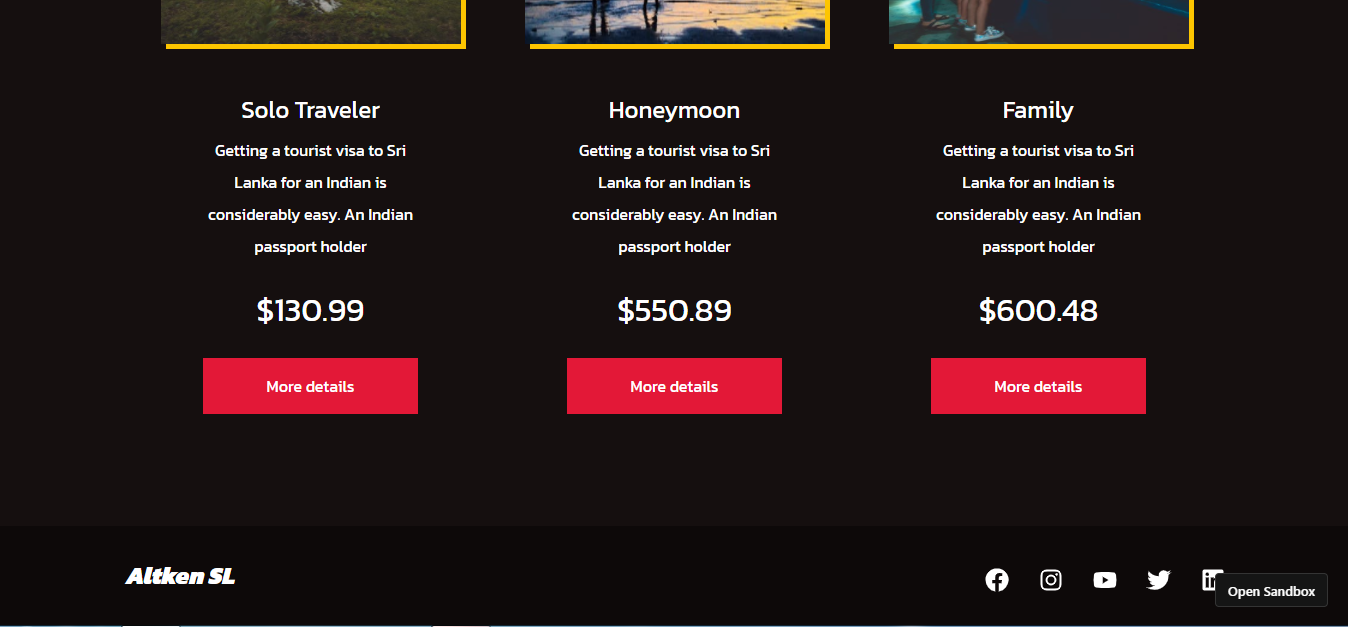 Solo Traveler
Getting a tourist visa to Sri
Lanka for an Indian is
considerably easy. An Indian
passport holder
$130.99
More details
Honeymoon
Getting a tourist visa to Sri
Lanka for an Indian is
considerably easy. An Indian
passport holder
$550.89
More details
Family
Getting a tourist visa to Sri
Lanka for an Indian is
considerably easy. An Indian
passport holder
$600.48
More details
Altken SL
Open Sandbox